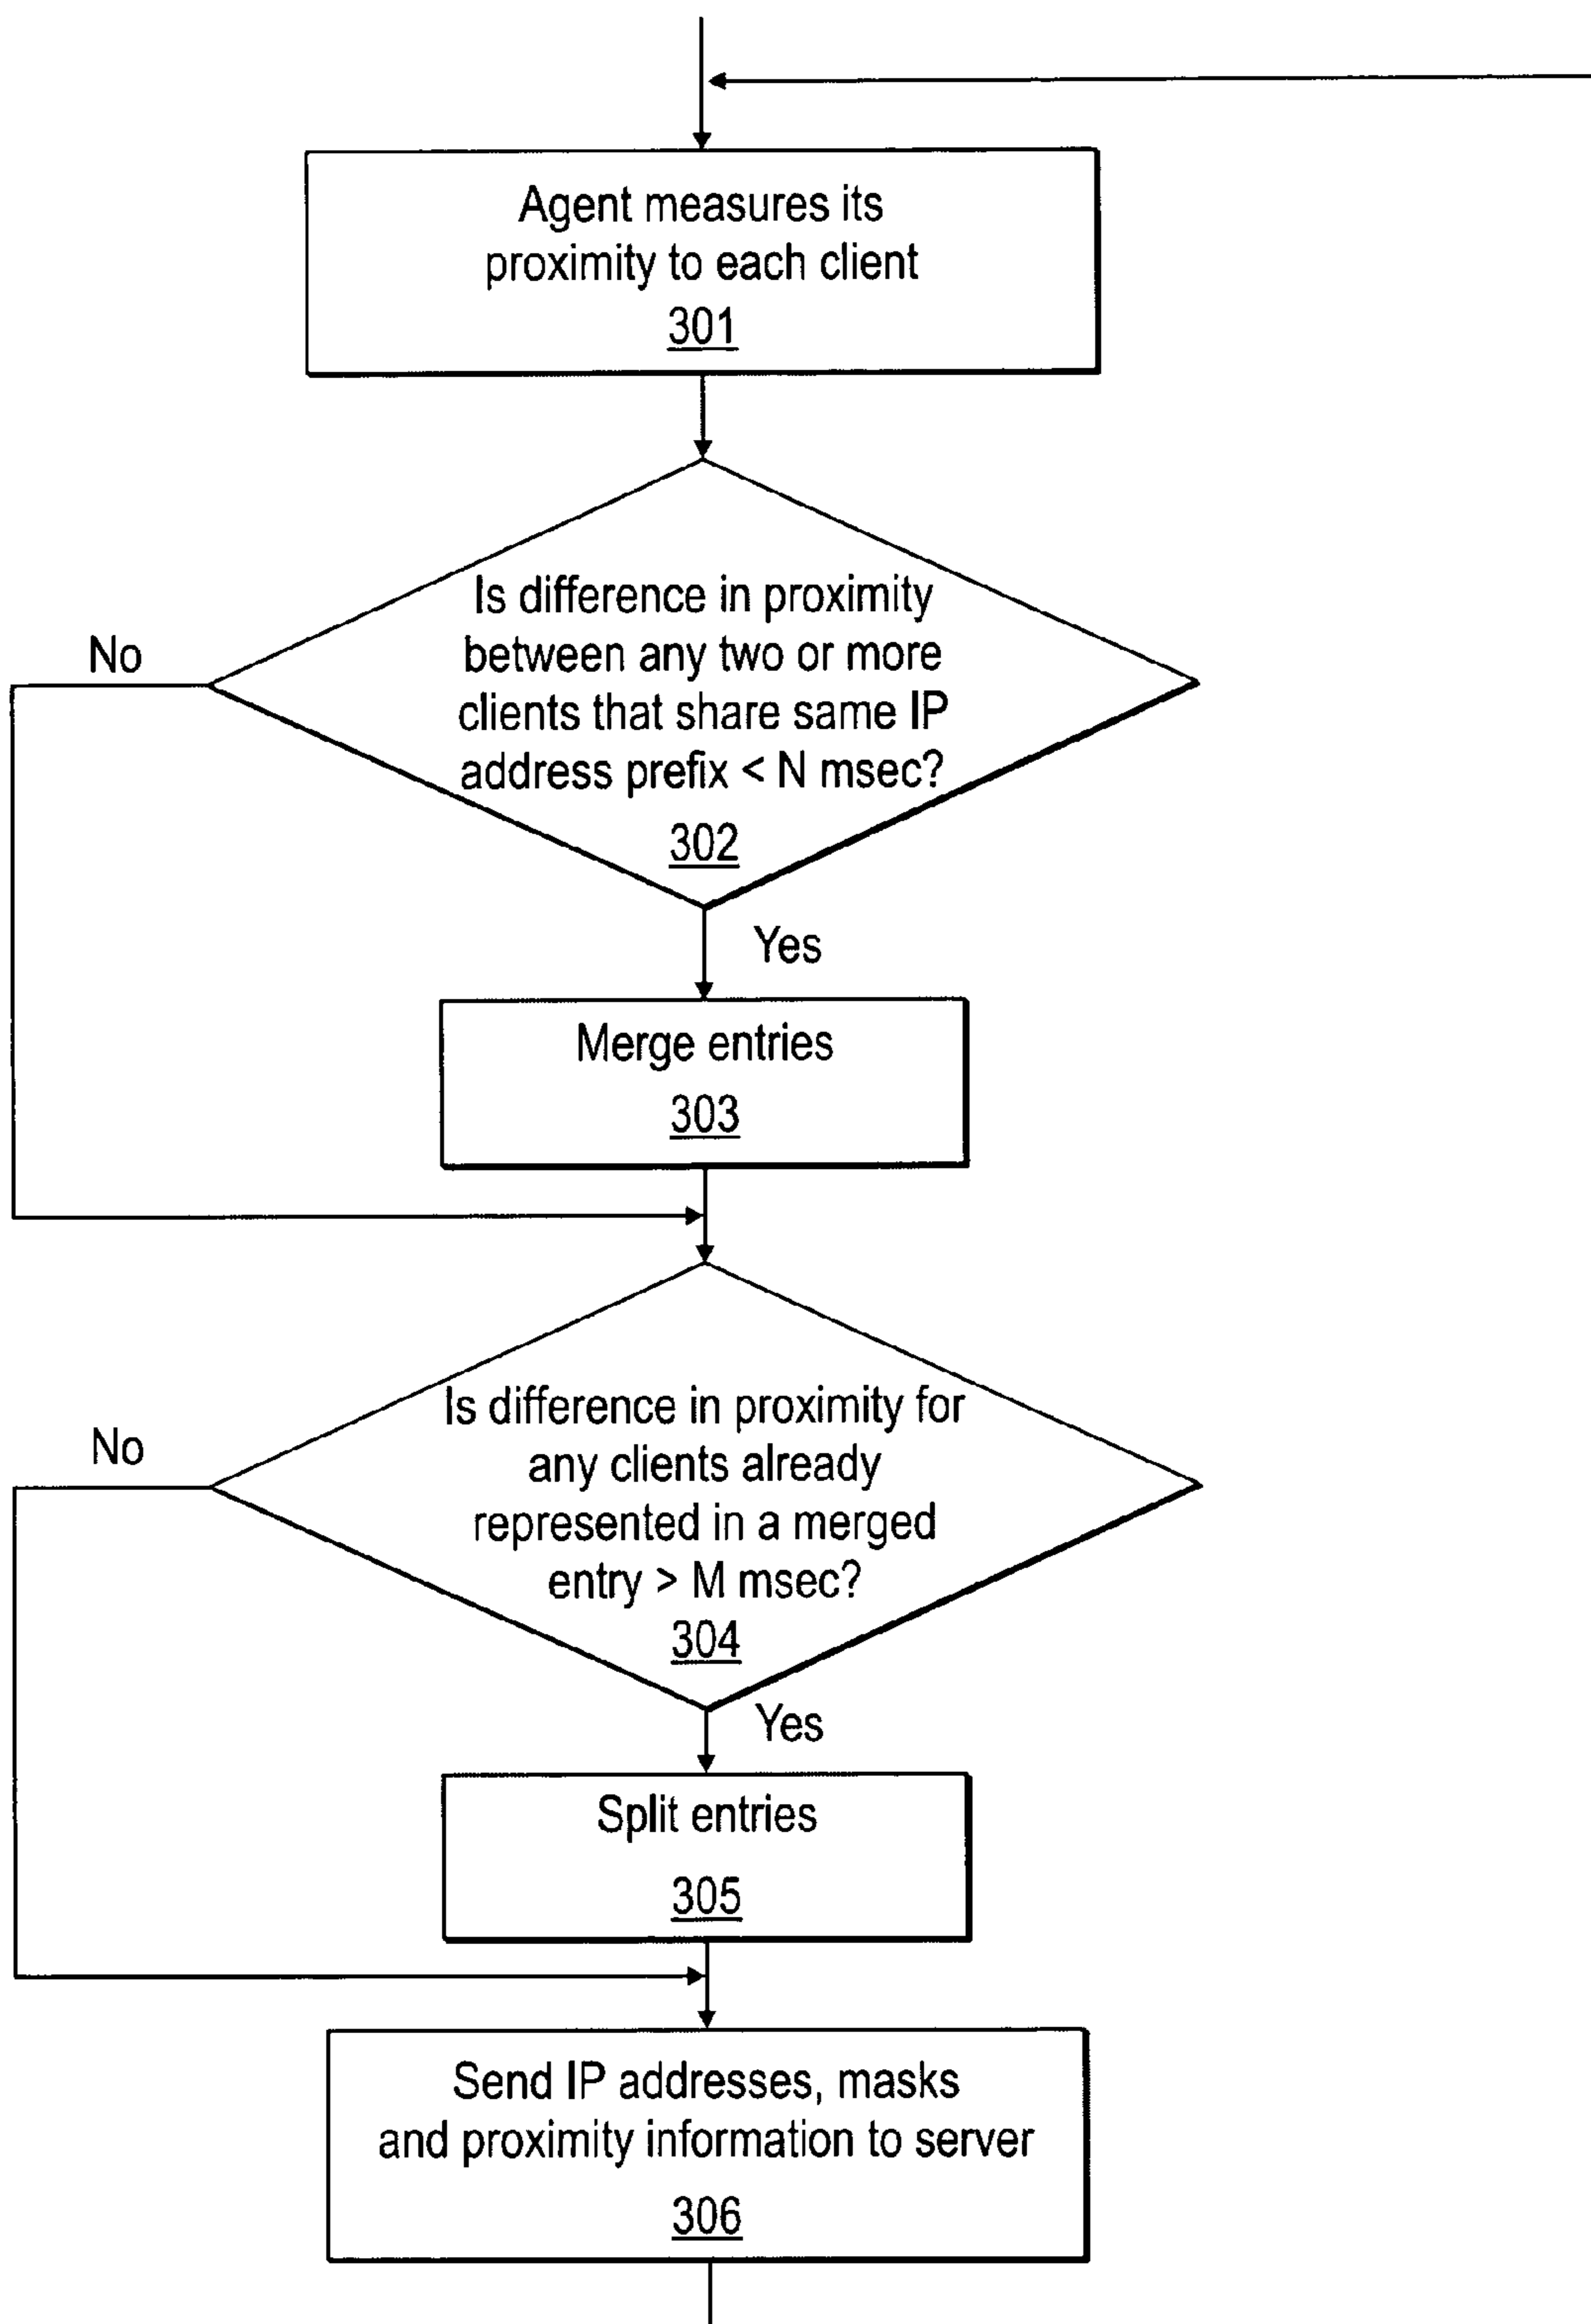 Agent measures its
proximity to each client
301
Is difference in proximity
between any two or more
clients that share same IP
address prefix < N msec?
302
No
Yes
Merge entries
303
Is difference in proximity for
any clients already
represented in a merged
entry > M msec?
304
No
Yes
Split entries
305
Send IP addresses, masks
and proximity information to server
306